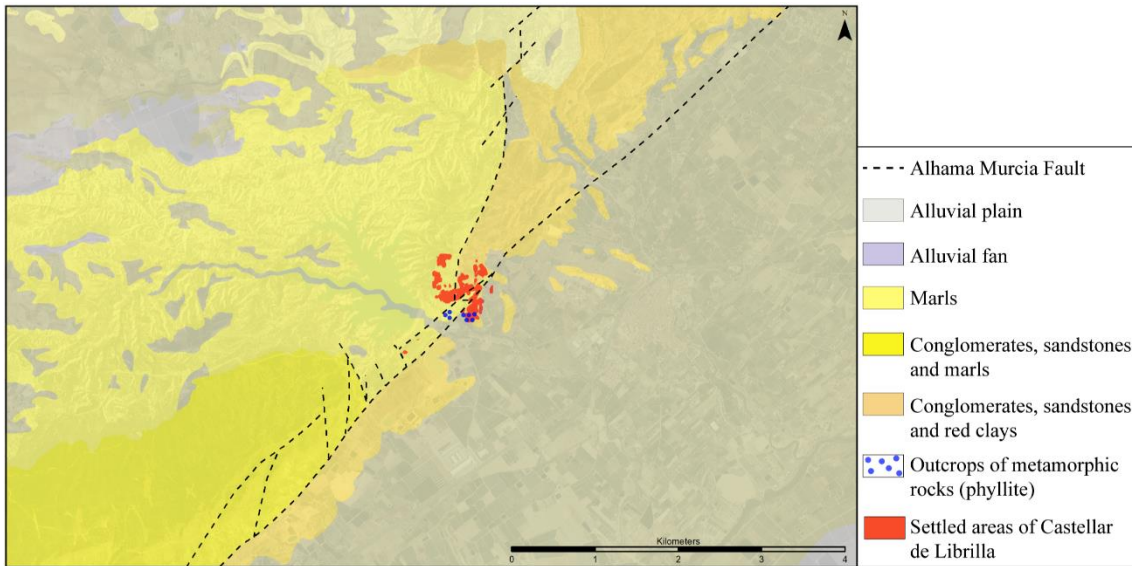 N
Alhama Murcia Fault
Alluvial plain
Alluvial fan
Marls
Conglomerates, sandstones
and marls
Conglomerates, sandstones
and red clays
Outcrops of metamorphic
rocks (phyllite)
Settled areas of Castellar
de Librilla
Kilometers
0 1 2 3 4